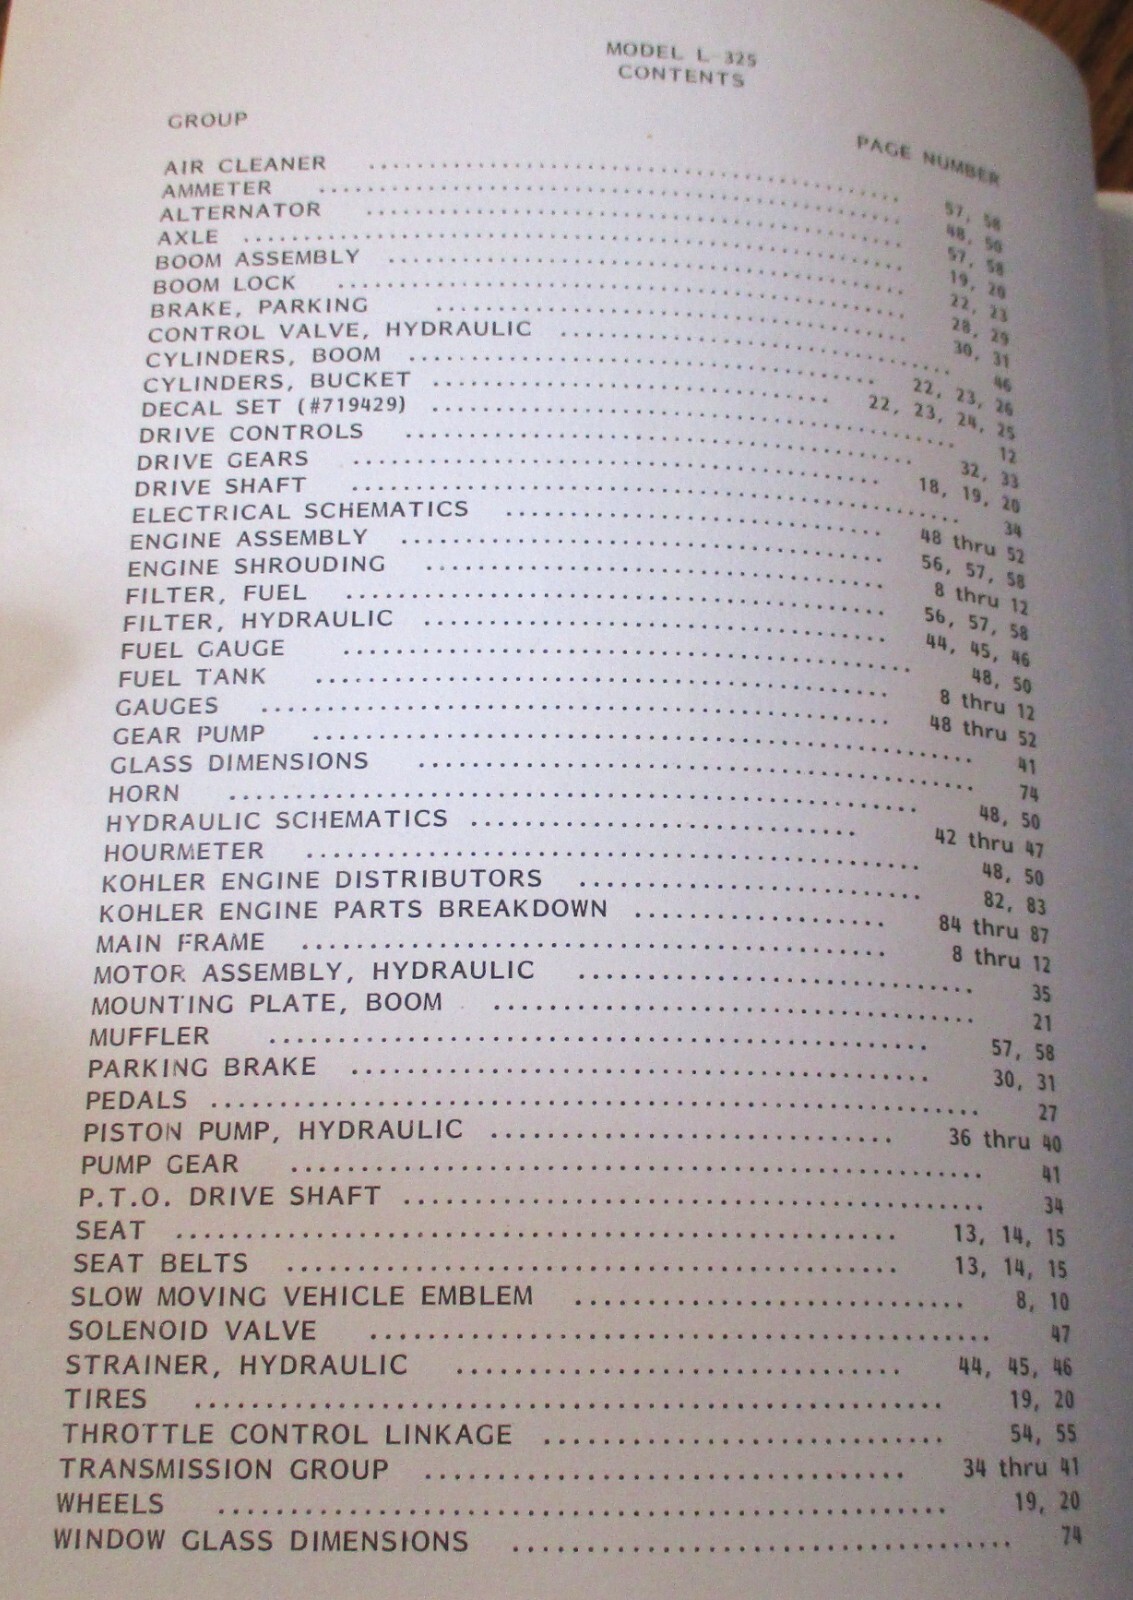 MODEL L 325
CONTENTS
GROUP
PAGE NUMBER
AIR CLEANER .......... 57, 58
AMMETER .......... 48, 50
ALTERNATOR .......... 57, 58
AXLE .......... 19, 20
BOOM ASSEMBLY .......... 22, 23
BOOM LOCK .......... 28, 29
BRAKE, PARKING .......... 30, 31
CONTROL VALVE, HYDRAULIC .......... 46
CYLINDERS, BOOM .......... 22, 23, 26
CYLINDERS, BUCKET .......... 22, 23, 24, 25
DECAL SET (#719429) .......... 12
DRIVE CONTROLS .......... 32, 33
DRIVE GEARS .......... 18, 19, 20
DRIVE SHAFT .......... 34
ELECTRICAL SCHEMATICS .......... 48 thru 52
ENGINE ASSEMBLY .......... 56, 57, 58
ENGINE SHROUDING .......... 8 thru 12
FILTER, FUEL .......... 56, 57, 58
FILTER, HYDRAULIC .......... 44, 45, 46
FUEL GAUGE .......... 48, 50
FUEL TANK .......... 8 thru 12
GAUGES .......... 48 thru 52
GEAR PUMP .......... 41
GLASS DIMENSIONS .......... 74
HORN .......... 48, 50
HYDRAULIC SCHEMATICS .......... 42 thru 47
HOURMETER .......... 48, 50
KOHLER ENGINE DISTRIBUTORS .......... 82, 83
KOHLER ENGINE PARTS BREAKDOWN .......... 84 thru 87
MAIN FRAME .......... 8 thru 12
MOTOR ASSEMBLY, HYDRAULIC .......... 35
MOUNTING PLATE, BOOM .......... 21
MUFFLER .......... 57, 58
PARKING BRAKE .......... 30, 31
PEDALS .......... 27
PISTON PUMP, HYDRAULIC .......... 36 thru 40
PUMP GEAR .......... 41
P.T.O. DRIVE SHAFT .......... 34
SEAT .......... 13, 14, 15
SEAT BELTS .......... 13, 14, 15
SLOW MOVING VEHICLE EMBLEM .......... 8, 10
SOLENOID VALVE .......... 47
STRAINER, HYDRAULIC .......... 44, 45, 46
TIRES .......... 19, 20
THROTTLE CONTROL LINKAGE .......... 54, 55
TRANSMISSION GROUP .......... 34 thru 41
WHEELS .......... 19, 20
WINDOW GLASS DIMENSIONS .......... 74